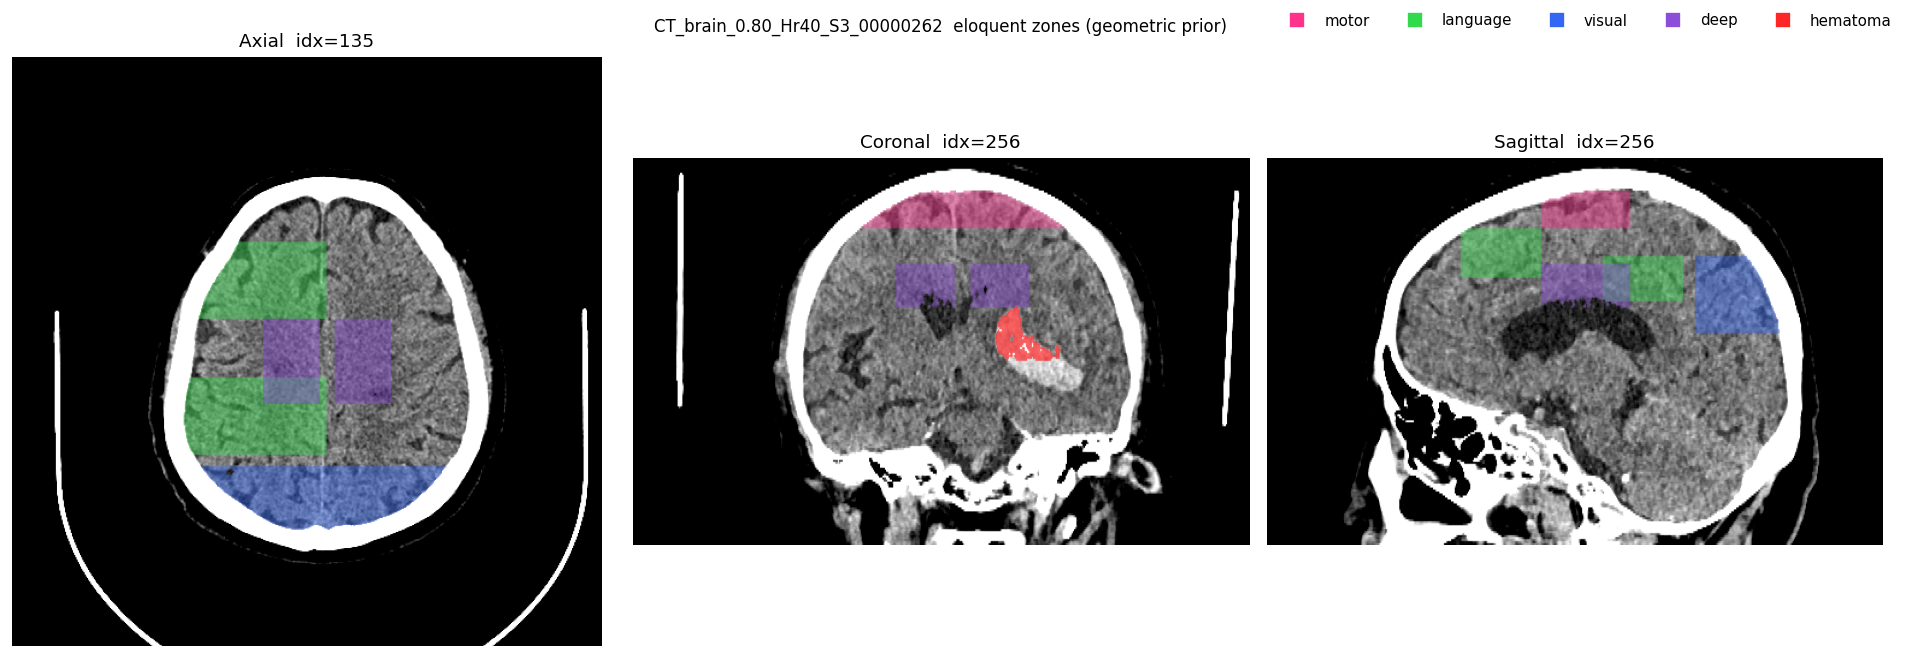 CT_brain_0.80_Hr40_S3_00000262  eloquent zones (geometric prior)
motor
language
visual
deep
hematoma
Axial  idx=135
Coronal  idx=256
Sagittal  idx=256